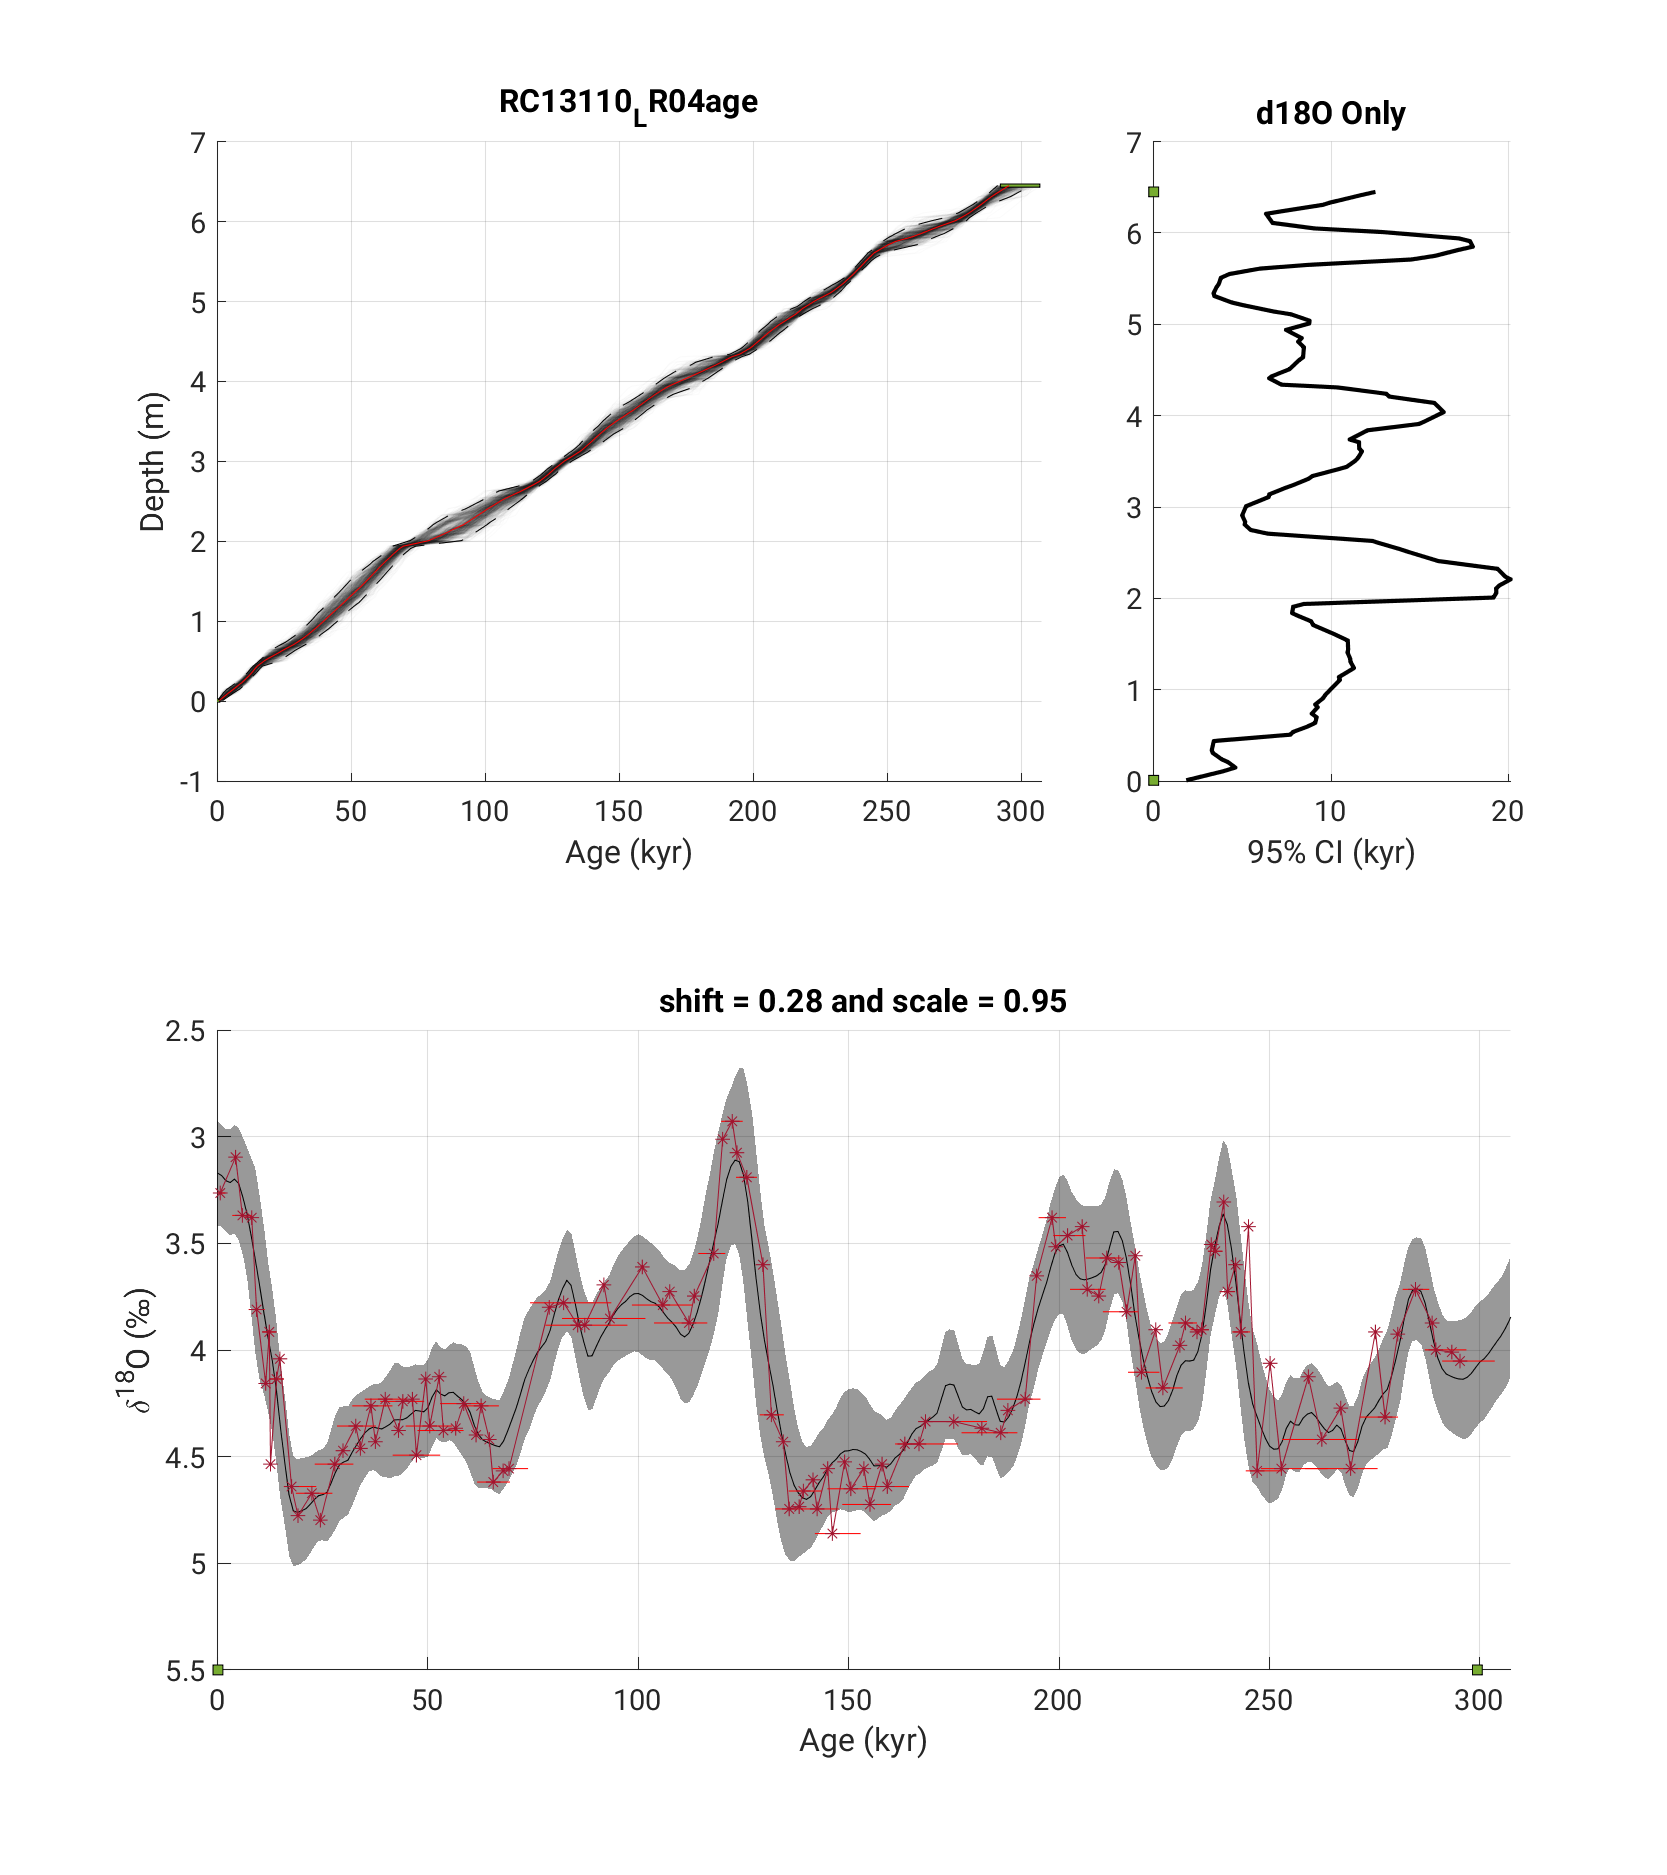 RC13110_LR04age
7
6
5
4
3
2
1
0
-1
Depth (m)
0 50 100 150 200 250 300
Age (kyr)
d18O Only
7
6
5
4
3
2
1
0
0 10 20
95% CI (kyr)
shift = 0.28 and scale = 0.95
2.5
3
3.5
4
4.5
5
5.5
δ18O (‰)
0 50 100 150 200 250 300
Age (kyr)